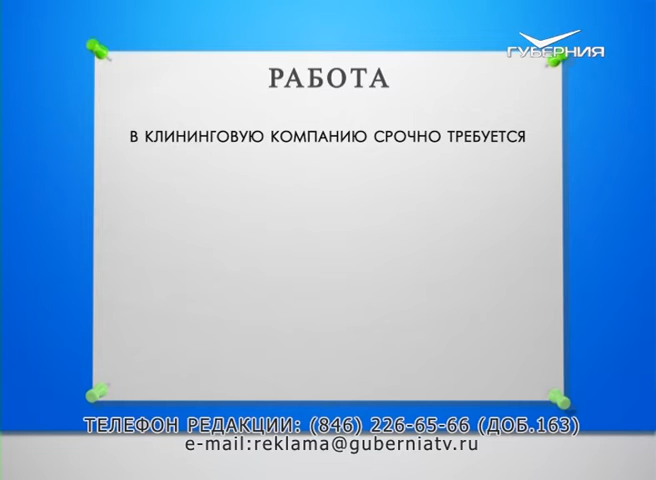 ГУБЕРНИЯ
РАБОТА
В КЛИНИНГОВУЮ КОМПАНИЮ СРОЧНО ТРЕБУЕТСЯ
ТЕЛЕФОН РЕДАКЦИИ: (846) 226-65-66 (ДОБ.163)
e-mail:reklama@guberniatv.ru